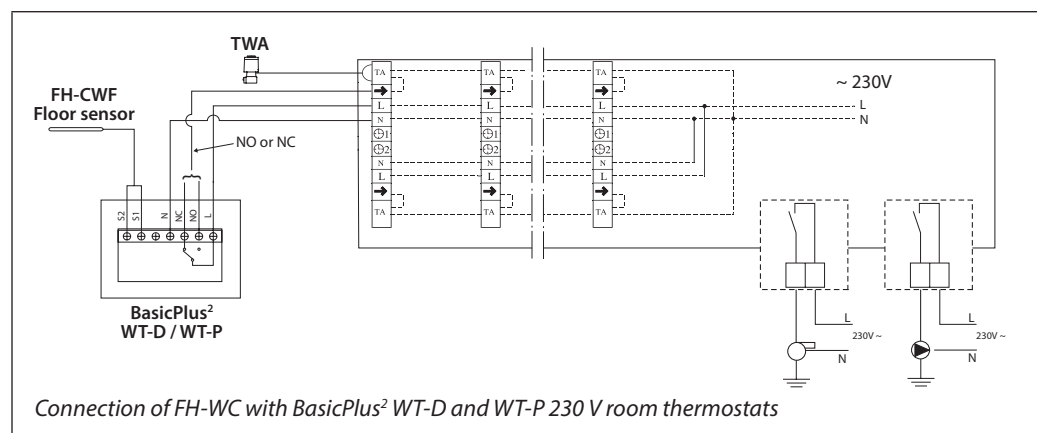 TWA
FH-CWF
Floor sensor
NO or NC
S2
S1
N
NC
NO
L
BasicPlus²
WT-D / WT-P
TA
L
N
1
2
N
L
TA
TA
L
N
1
2
N
L
TA
TA
L
N
1
2
N
L
TA
~ 230V
L
N
L
230V ~
N
L
230V ~
N
Connection of FH-WC with BasicPlus² WT-D and WT-P 230 V room thermostats